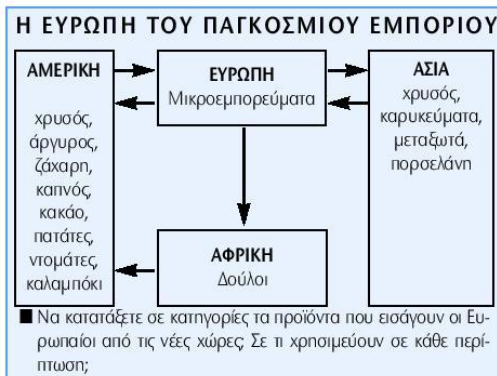 Η ΕΥΡΩΠΗ ΤΟΥ ΠΑΓΚΟΣΜΙΟΥ ΕΜΠΟΡΙΟΥ
ΑΜΕΡΙΚΗ
χρυσός,
άργυρος,
ζάχαρη,
καπνός,
κακάο,
πατάτες,
ντομάτες,
καλαμπόκι
ΕΥΡΩΠΗ
Μικροεμπορεύματα
ΑΣΙΑ
χρυσός,
καρυκεύματα,
μεταξωτά,
πορσελάνη
ΑΦΡΙΚΗ
Δούλοι
■ Να κατατάξετε σε κατηγορίες τα προϊόντα που εισάγουν οι Ευ-
ρωπαίοι από τις νέες χώρες; Σε τι χρησιμεύουν σε κάθε περί-
πτωση;